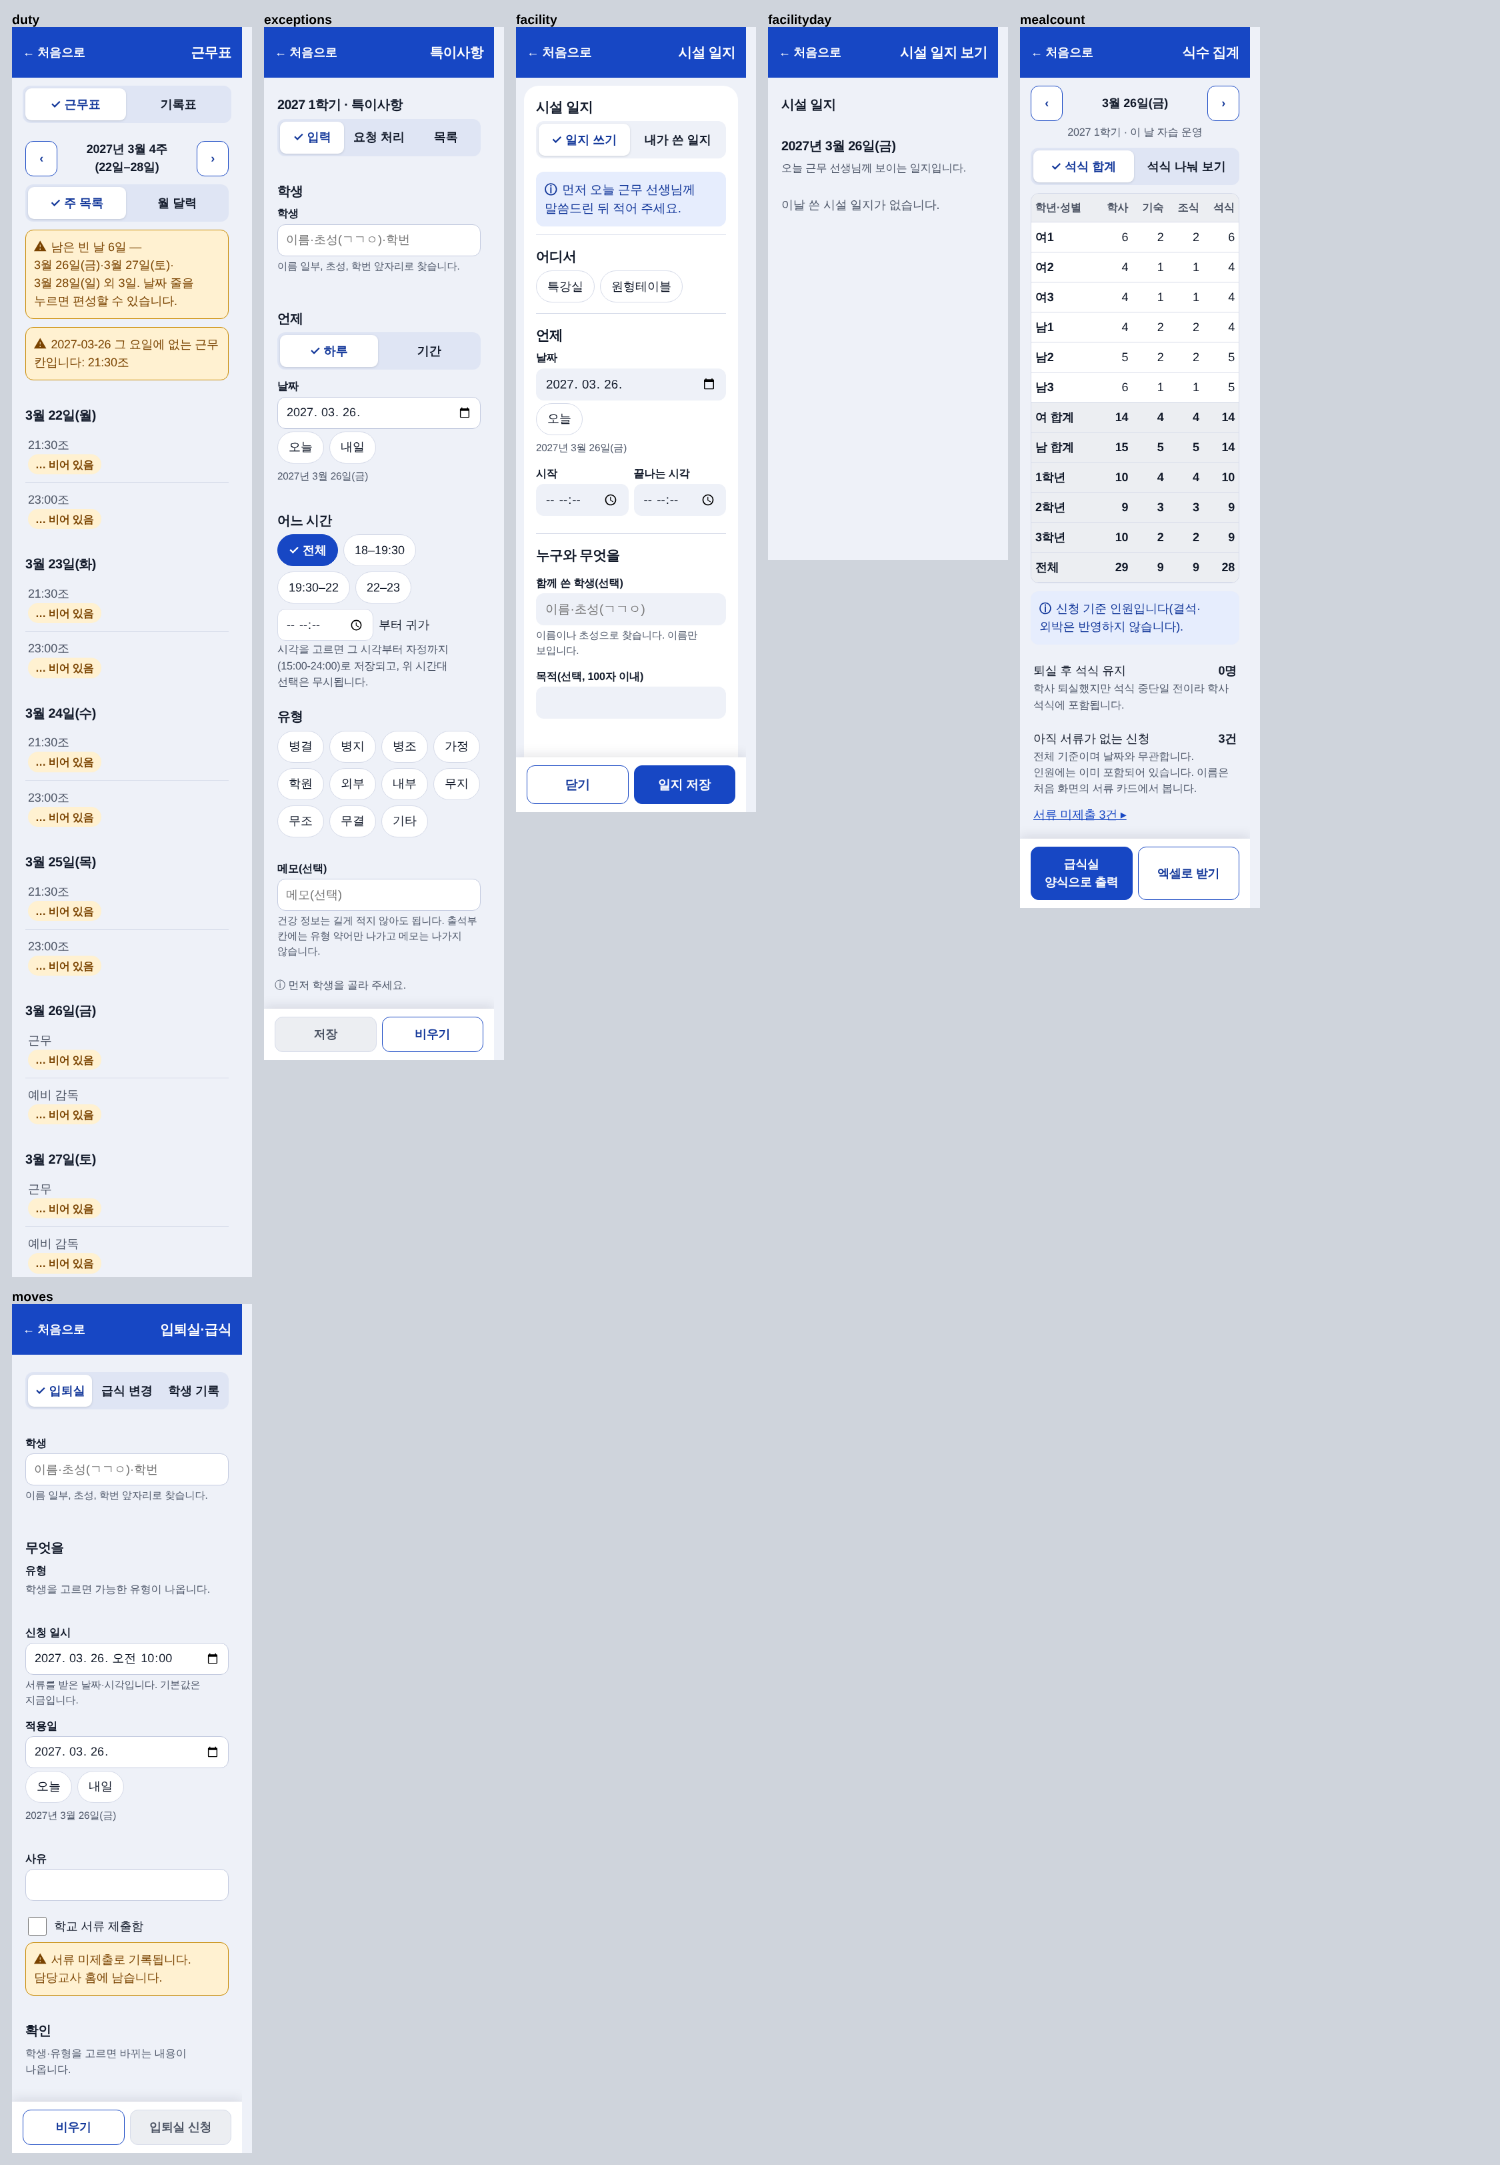 duty
← 처음으로
근무표
✓ 근무표
기록표
‹
2027년 3월 4주
(22일–28일)
›
✓ 주 목록
월 달력
⚠ 남은 빈 날 6일 —
3월 26일(금)·3월 27일(토)·
3월 28일(일) 외 3일. 날짜 줄을
누르면 편성할 수 있습니다.
⚠ 2027-03-26 그 요일에 없는 근무
칸입니다: 21:30조
3월 22일(월)
21:30조
… 비어 있음
23:00조
… 비어 있음
3월 23일(화)
21:30조
… 비어 있음
23:00조
… 비어 있음
3월 24일(수)
21:30조
… 비어 있음
23:00조
… 비어 있음
3월 25일(목)
21:30조
… 비어 있음
23:00조
… 비어 있음
3월 26일(금)
근무
… 비어 있음
예비 감독
… 비어 있음
3월 27일(토)
근무
… 비어 있음
예비 감독
… 비어 있음
exceptions
← 처음으로
특이사항
2027 1학기 · 특이사항
✓ 입력
요청 처리
목록
학생
학생
이름·초성(ㄱㄱㅇ)·학번
이름 일부, 초성, 학번 앞자리로 찾습니다.
언제
✓ 하루
기간
날짜
2027. 03. 26.
오늘
내일
2027년 3월 26일(금)
어느 시간
✓ 전체
18–19:30
19:30–22
22–23
-- --:--
부터 귀가
시각을 고르면 그 시각부터 자정까지
(15:00-24:00)로 저장되고, 위 시간대
선택은 무시됩니다.
유형
병결
병지
병조
가정
학원
외부
내부
무지
무조
무결
기타
메모(선택)
메모(선택)
건강 정보는 길게 적지 않아도 됩니다. 출석부
칸에는 유형 약어만 나가고 메모는 나가지
않습니다.
ⓘ 먼저 학생을 골라 주세요.
저장
비우기
facility
← 처음으로
시설 일지
시설 일지
✓ 일지 쓰기
내가 쓴 일지
ⓘ 먼저 오늘 근무 선생님께
말씀드린 뒤 적어 주세요.
어디서
특강실
원형테이블
언제
날짜
2027. 03. 26.
오늘
2027년 3월 26일(금)
시작
끝나는 시각
-- --:--
-- --:--
누구와 무엇을
함께 쓴 학생(선택)
이름·초성(ㄱㄱㅇ)
이름이나 초성으로 찾습니다. 이름만
보입니다.
목적(선택, 100자 이내)
닫기
일지 저장
facilityday
← 처음으로
시설 일지 보기
시설 일지
2027년 3월 26일(금)
오늘 근무 선생님께 보이는 일지입니다.
이날 쓴 시설 일지가 없습니다.
mealcount
← 처음으로
식수 집계
‹
3월 26일(금)
›
2027 1학기 · 이 날 자습 운영
✓ 석식 합계
석식 나눠 보기
학년·성별 학사 기숙 조식 석식
여1 6 2 2 6
여2 4 1 1 4
여3 4 1 1 4
남1 4 2 2 4
남2 5 2 2 5
남3 6 1 1 5
여 합계 14 4 4 14
남 합계 15 5 5 14
1학년 10 4 4 10
2학년 9 3 3 9
3학년 10 2 2 9
전체 29 9 9 28
ⓘ 신청 기준 인원입니다(결석·
외박은 반영하지 않습니다).
퇴실 후 석식 유지 0명
학사 퇴실했지만 석식 중단일 전이라 학사
석식에 포함됩니다.
아직 서류가 없는 신청 3건
전체 기준이며 날짜와 무관합니다.
인원에는 이미 포함되어 있습니다. 이름은
처음 화면의 서류 카드에서 봅니다.
서류 미제출 3건 ▸
급식실
양식으로 출력
엑셀로 받기
moves
← 처음으로
입퇴실·급식
✓ 입퇴실
급식 변경
학생 기록
학생
이름·초성(ㄱㄱㅇ)·학번
이름 일부, 초성, 학번 앞자리로 찾습니다.
무엇을
유형
학생을 고르면 가능한 유형이 나옵니다.
신청 일시
2027. 03. 26. 오전 10:00
서류를 받은 날짜·시각입니다. 기본값은
지금입니다.
적용일
2027. 03. 26.
오늘
내일
2027년 3월 26일(금)
사유
학교 서류 제출함
⚠ 서류 미제출로 기록됩니다.
담당교사 홈에 남습니다.
확인
학생·유형을 고르면 바뀌는 내용이
나옵니다.
비우기
입퇴실 신청